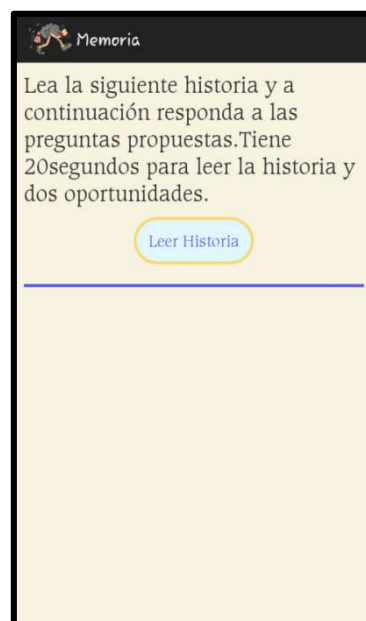 Memoria
Lea la siguiente historia y a
continuación responda a las
preguntas propuestas.Tiene
20segundos para leer la historia y
dos oportunidades.
Leer Historia